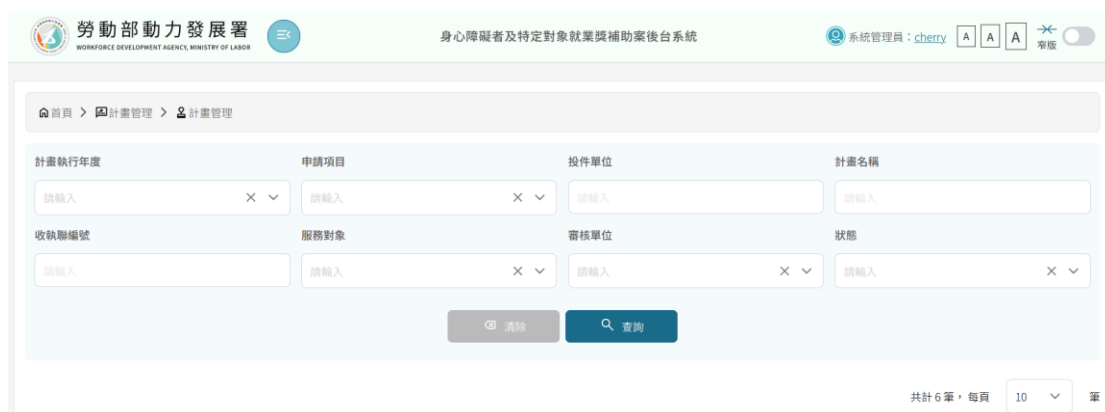 勞動部動力發展署
WORKFORCE DEVELOPMENT AGENCY, MINISTRY OF LABOR
身心障礙者及特定對象就業獎補助案後台系統
系統管理員：cherry
A A A
窄版
首頁 > 計畫管理 > 計畫管理
計畫執行年度 申請項目 投件單位 計畫名稱
請輸入 請輸入 請輸入 請輸入
收執聯編號 服務對象 審核單位 狀態
請輸入 請輸入 請輸入 請輸入
清除 查詢
共計 6 筆，每頁 10 筆